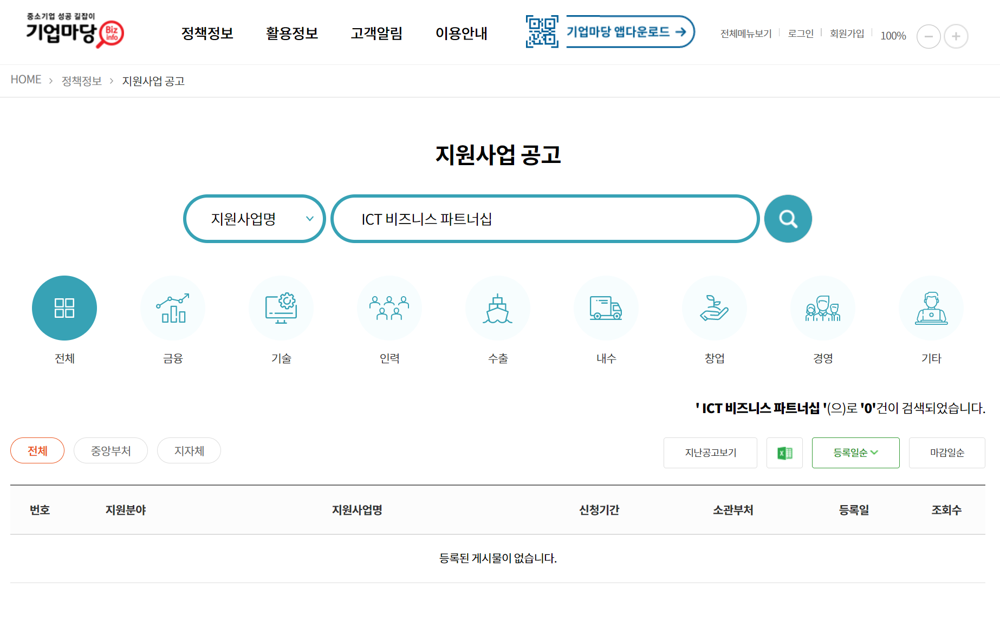 중소기업 성공 길잡이
기업마당 Biz info
정책정보 활용정보 고객알림 이용안내
기업마당 앱다운로드 →
전체메뉴보기 로그인 회원가입 100% − +
HOME > 정책정보 > 지원사업 공고
지원사업 공고
지원사업명 ICT 비즈니스 파트너십
전체 금융 기술 인력 수출 내수 창업 경영 기타
' ICT 비즈니스 파트너십 '(으)로 '0'건이 검색되었습니다.
전체 중앙부처 지자체 지난공고보기 등록일순 마감일순
번호 지원분야 지원사업명 신청기간 소관부처 등록일 조회수
등록된 게시물이 없습니다.